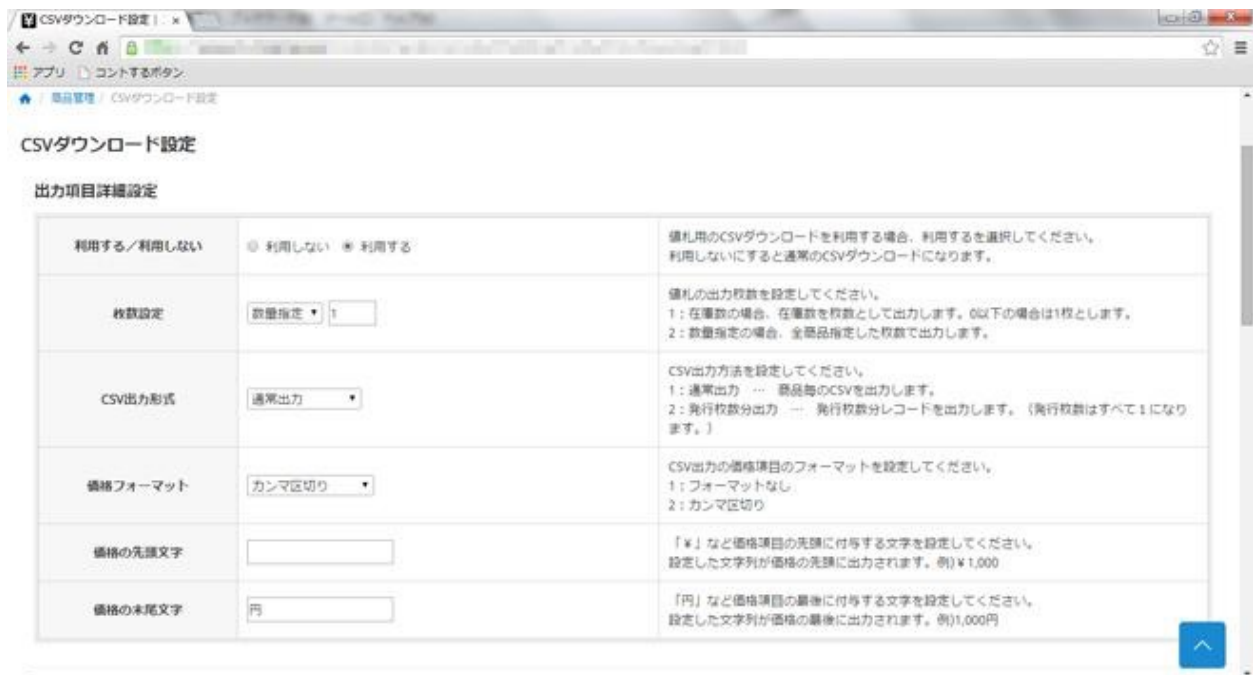 CSVダウンロード設定 |
アプリ コントするボタン
/ 商品管理 / CSVダウンロード設定
CSVダウンロード設定
出力項目詳細設定
利用する／利用しない
利用しない 利用する
値札用のCSVダウンロードを利用する場合、利用するを選択してください。
利用しないにすると通常のCSVダウンロードになります。
枚数設定
数量指定 1
値札の出力枚数を設定してください。
1：在庫数の場合、在庫数を枚数として出力します。0以下の場合は1枚とします。
2：数量指定の場合、全商品指定した枚数で出力します。
CSV出力形式
通常出力
CSV出力方法を設定してください。
1：通常出力 … 商品毎のCSVを出力します。
2：発行枚数分出力 … 発行枚数分レコードを出力します。（発行枚数はすべて１になり
ます。）
価格フォーマット
カンマ区切り
CSV出力の価格項目のフォーマットを設定してください。
1：フォーマットなし
2：カンマ区切り
価格の先頭文字
「¥」など価格項目の先頭に付与する文字を設定してください。
設定した文字列が価格の先頭に出力されます。例)¥1,000
価格の末尾文字
円
「円」など価格項目の最後に付与する文字を設定してください。
設定した文字列が価格の最後に出力されます。例)1,000円